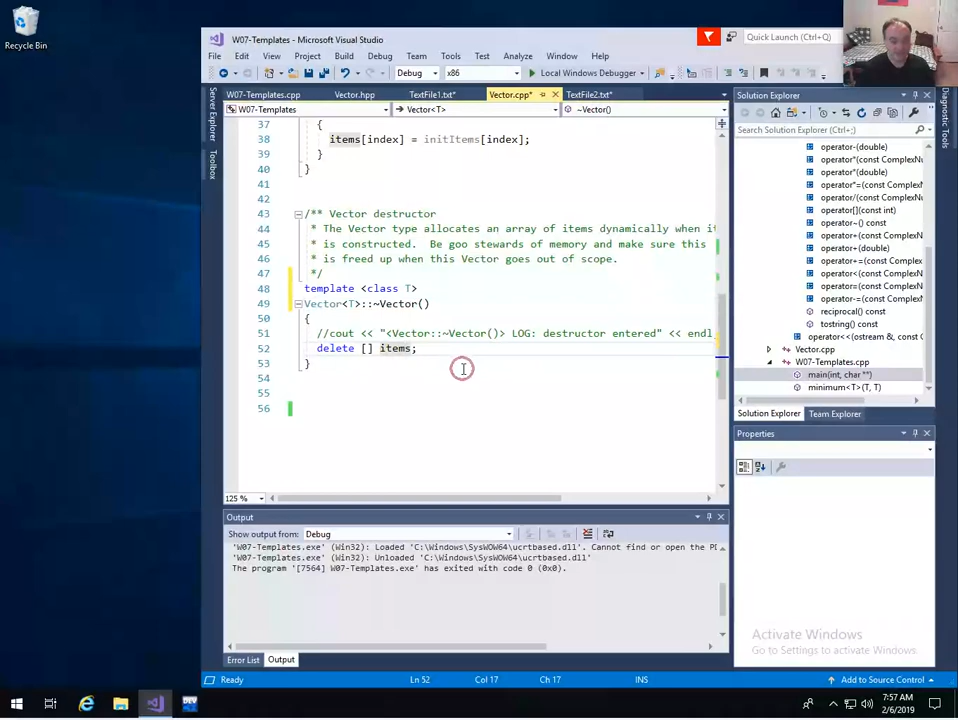 Recycle Bin
W07-Templates - Microsoft Visual Studio
Quick Launch (Ctrl+Q)
File Edit View Project Build Debug Team Tools Test Analyze Window Help
Debug x86 Local Windows Debugger
Server Explorer
Toolbox
W07-Templates.cpp Vector.hpp TextFile1.txt* Vector.cpp* TextFile2.txt*
W07-Templates Vector<T> ~Vector()
37 {
38 items[index] = initItems[index];
39 }
40 }
41
42
43 /** Vector destructor
44 * The Vector type allocates an array of items dynamically when it
45 * is constructed. Be goo stewards of memory and make sure this
46 * is freed up when this Vector goes out of scope.
47 */
48 template <class T>
49 Vector<T>::~Vector()
50 {
51 //cout << "<Vector::~Vector()> LOG: destructor entered" << endl
52 delete [] items;
53 }
54
55
56
125 %
Output
Show output from: Debug
'W07-Templates.exe' (Win32): Loaded 'C:\Windows\SysWOW64\ucrtbased.dll'. Cannot find or open the PD
'W07-Templates.exe' (Win32): Unloaded 'C:\Windows\SysWOW64\ucrtbased.dll'
The program '[7564] W07-Templates.exe' has exited with code 0 (0x0).
Error List Output
Solution Explorer
Search Solution Explorer (Ctrl+;)
operator-(double)
operator*(const ComplexNu
operator*(double)
operator*=(const ComplexN
operator[](const int)
operator~() const
operator+(const ComplexNu
operator+(double)
operator+=(const ComplexN
operator<(const ComplexNu
operator=(const ComplexNu
reciprocal() const
tostring() const
operator<<(ostream &, const
Vector.cpp
W07-Templates.cpp
main(int, char **)
minimum<T>(T, T)
Solution Explorer Team Explorer
Properties
Diagnostic Tools
Activate Windows
Go to Settings to activate Windows.
Ready Ln 52 Col 17 Ch 17 INS Add to Source Control
DEV
7:57 AM
2/6/2019